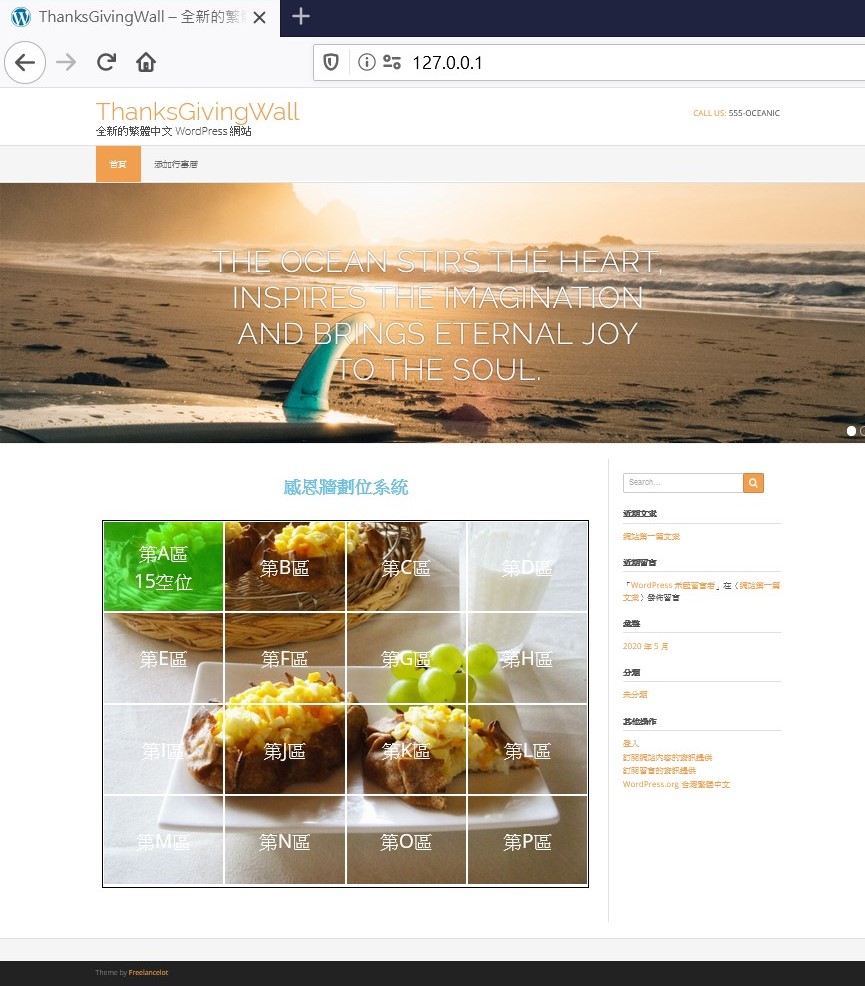 ThanksGivingWall – 全新的繁
127.0.0.1
ThanksGivingWall
全新的繁體中文 WordPress 網站
CALL US: 555-OCEANIC
首頁
添加行事曆
THE OCEAN STIRS THE HEART,
INSPIRES THE IMAGINATION
AND BRINGS ETERNAL JOY
TO THE SOUL.
感恩牆劃位系統
第A區
15空位
第B區
第C區
第D區
第E區
第F區
第G區
第H區
第I區
第J區
第K區
第L區
第M區
第N區
第O區
第P區
Search…
近期文章
網站第一篇文章
近期留言
「WordPress 示範留言者」在〈網站第一篇
文章〉發佈留言
彙整
2020 年 5 月
分類
未分類
其他操作
登入
訂閱網站內容的資訊提供
訂閱留言的資訊提供
WordPress.org 台灣繁體中文
Theme by Freelancelot